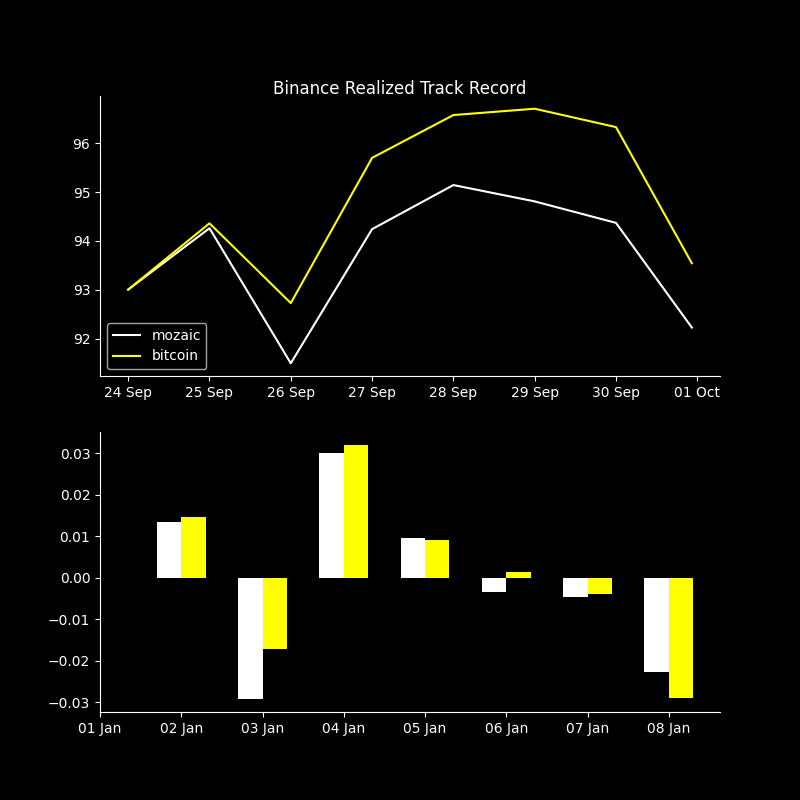 Binance Realized Track Record
96
95
94
93
92
mozaic
bitcoin
24 Sep 25 Sep 26 Sep 27 Sep 28 Sep 29 Sep 30 Sep 01 Oct
0.03
0.02
0.01
0.00
−0.01
−0.02
−0.03
01 Jan 02 Jan 03 Jan 04 Jan 05 Jan 06 Jan 07 Jan 08 Jan